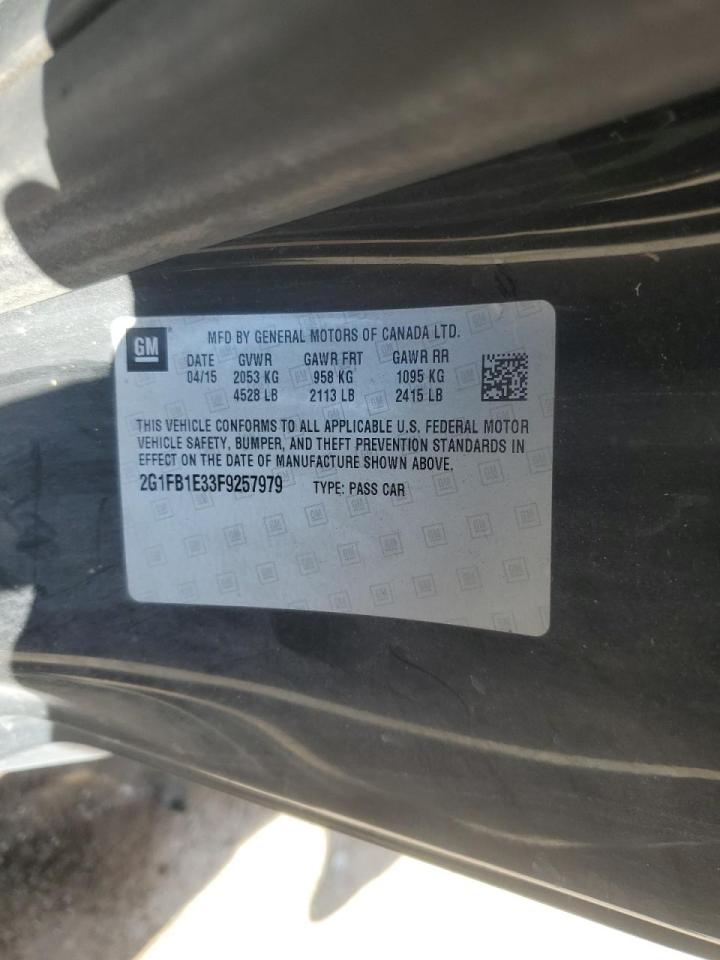 GM
MFD BY GENERAL MOTORS OF CANADA LTD.
DATE GVWR GAWR FRT GAWR RR
04/15 2053 KG 958 KG 1095 KG
4528 LB 2113 LB 2415 LB
THIS VEHICLE CONFORMS TO ALL APPLICABLE U.S. FEDERAL MOTOR
VEHICLE SAFETY, BUMPER, AND THEFT PREVENTION STANDARDS IN
EFFECT ON THE DATE OF MANUFACTURE SHOWN ABOVE.
2G1FB1E33F9257979 TYPE: PASS CAR